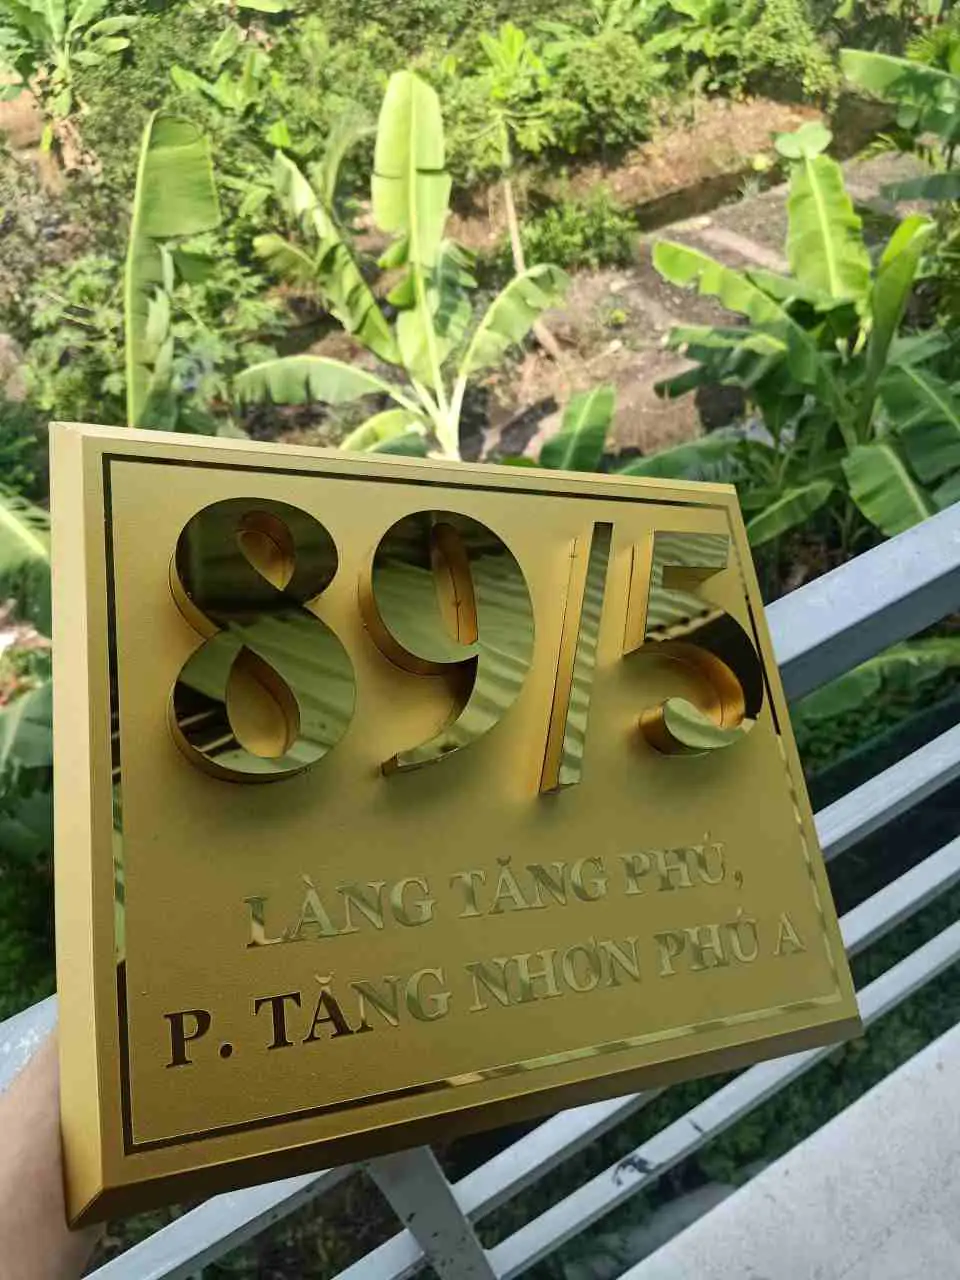 89/5
LÀNG TĂNG PHÚ,
P. TĂNG NHƠN PHÚ A